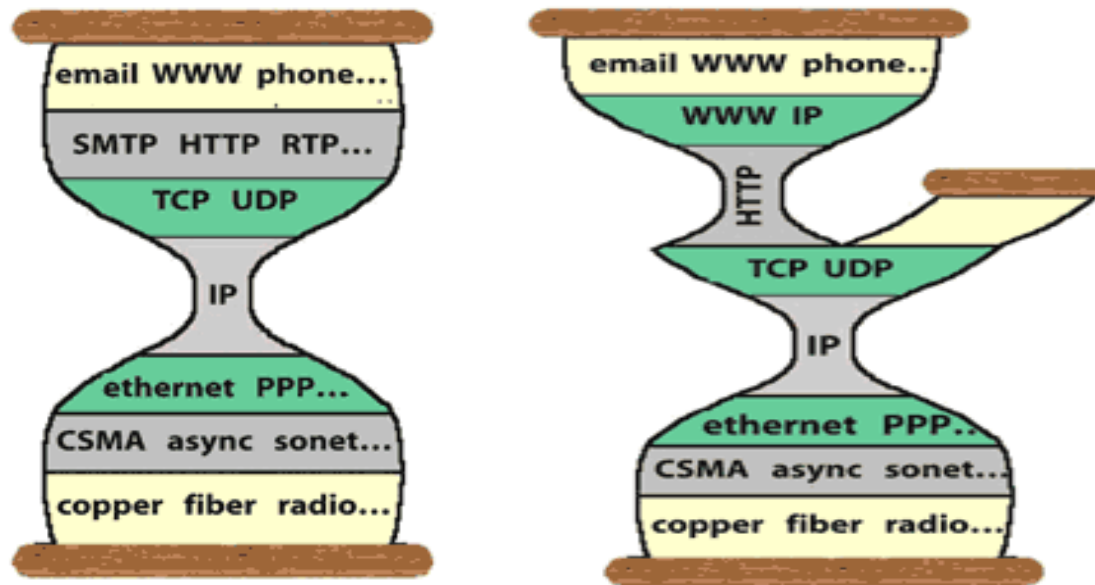 email WWW phone...
SMTP HTTP RTP...
TCP UDP
IP
ethernet PPP...
CSMA async sonet...
copper fiber radio...
email WWW phone...
WWW IP
HTTP
TCP UDP
IP
ethernet PPP...
CSMA async sonet...
copper fiber radio...